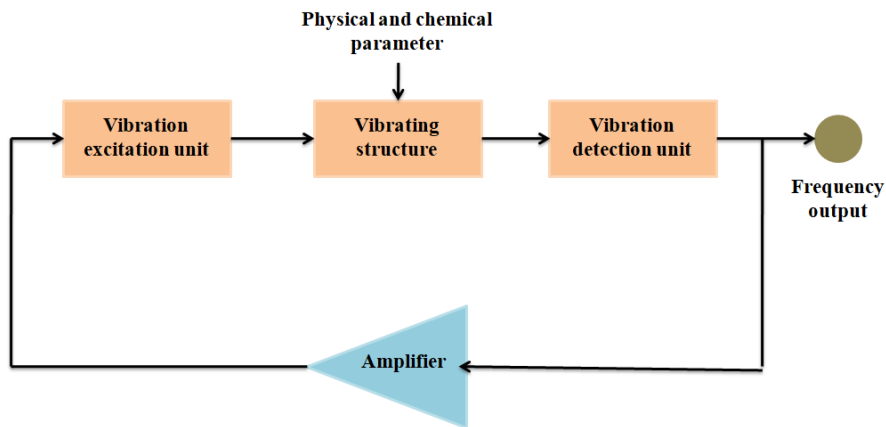 Physical and chemical
parameter
Vibration
excitation unit
Vibrating
structure
Vibration
detection unit
Frequency
output
Amplifier